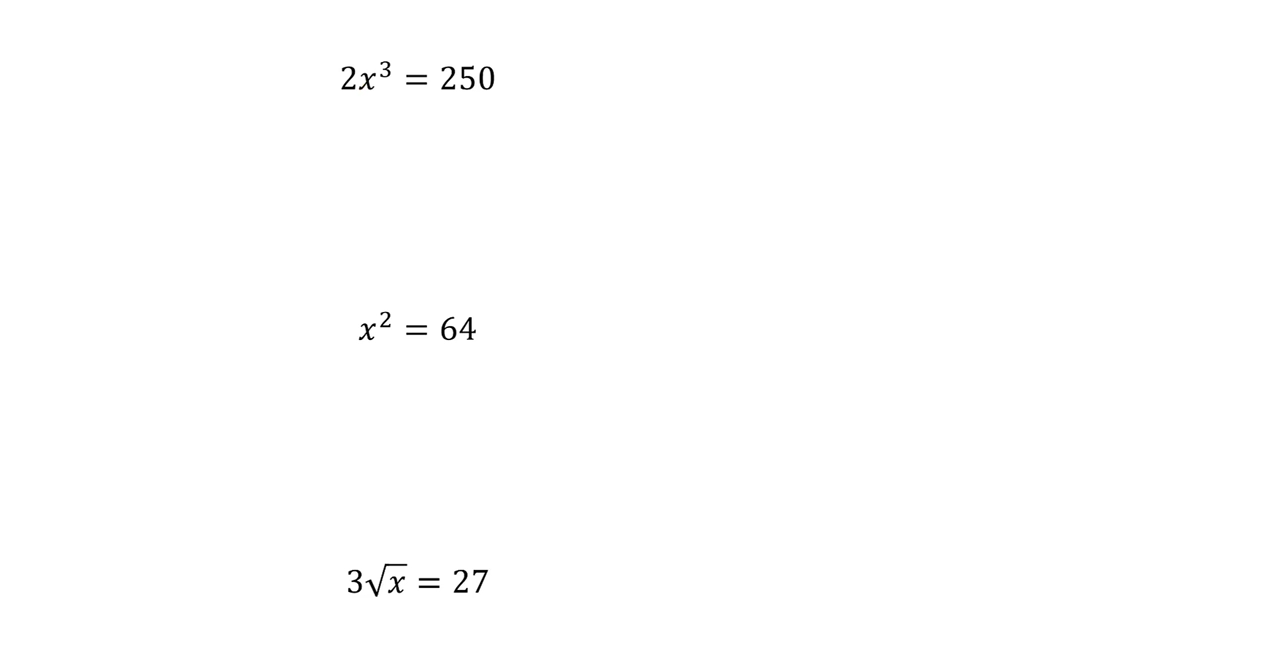 2x³ = 250
x² = 64
3√x = 27